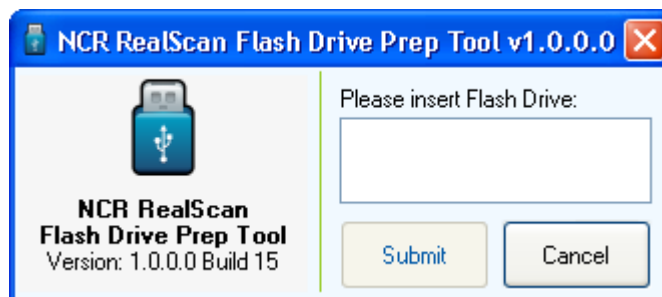 NCR RealScan Flash Drive Prep Tool v1.0.0.0
NCR RealScan
Flash Drive Prep Tool
Version: 1.0.0.0 Build 15
Please insert Flash Drive:
Submit
Cancel